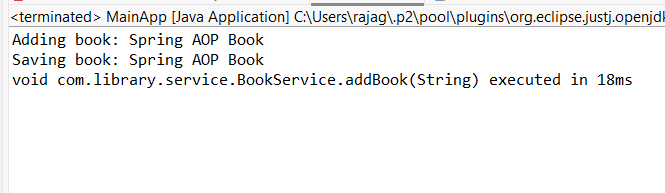 <terminated> MainApp [Java Application] C:\Users\rajag\.p2\pool\plugins\org.eclipse.justj.openjdk
Adding book: Spring AOP Book
Saving book: Spring AOP Book
void com.library.service.BookService.addBook(String) executed in 18ms